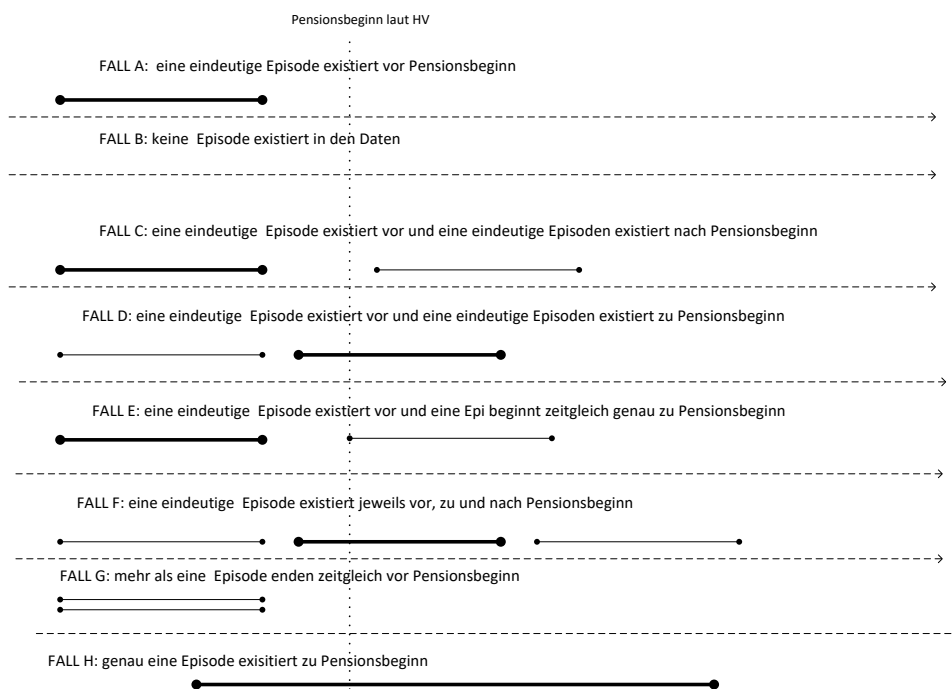 Pensionsbeginn laut HV
FALL A:  eine eindeutige Episode existiert vor Pensionsbeginn
FALL B: keine  Episode existiert in den Daten
FALL C: eine eindeutige  Episode existiert vor und eine eindeutige Episoden existiert nach Pensionsbeginn
FALL D: eine eindeutige  Episode existiert vor und eine eindeutige Episoden existiert zu Pensionsbeginn
FALL E: eine eindeutige  Episode existiert vor und eine Epi beginnt zeitgleich genau zu Pensionsbeginn
FALL F: eine eindeutige  Episode existiert jeweils vor, zu und nach Pensionsbeginn
FALL G: mehr als eine  Episode enden zeitgleich vor Pensionsbeginn
FALL H: genau eine Episode exisitiert zu Pensionsbeginn